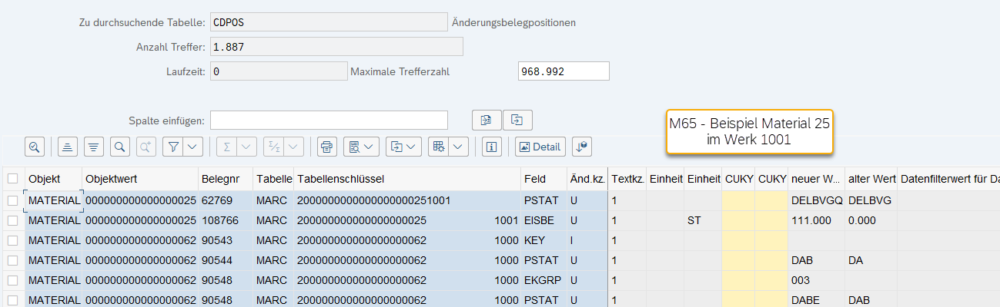 Zu durchsuchende Tabelle: CDPOS Änderungsbelegpositionen
Anzahl Treffer: 1.887
Laufzeit: 0 Maximale Trefferzahl 968.992
Spalte einfügen:
M65 - Beispiel Material 25
im Werk 1001
Detail
Objekt Objektwert Belegnr Tabelle Tabellenschlüssel Feld Änd.kz. Textkz. Einheit Einheit CUKY CUKY neuer W... alter Wert Datenfilterwert für Da
MATERIAL 000000000000000025 62769 MARC 2000000000000000000251001 PSTAT U 1 DELBVGQ DELBVG
MATERIAL 000000000000000025 108766 MARC 200000000000000000025 1001 EISBE U 1 ST 111.000 0.000
MATERIAL 000000000000000062 90543 MARC 200000000000000000062 1000 KEY I 1
MATERIAL 000000000000000062 90544 MARC 200000000000000000062 1000 PSTAT U 1 DAB DA
MATERIAL 000000000000000062 90548 MARC 200000000000000000062 1000 EKGRP U 1 003
MATERIAL 000000000000000062 90548 MARC 200000000000000000062 1000 PSTAT U 1 DABE DAB